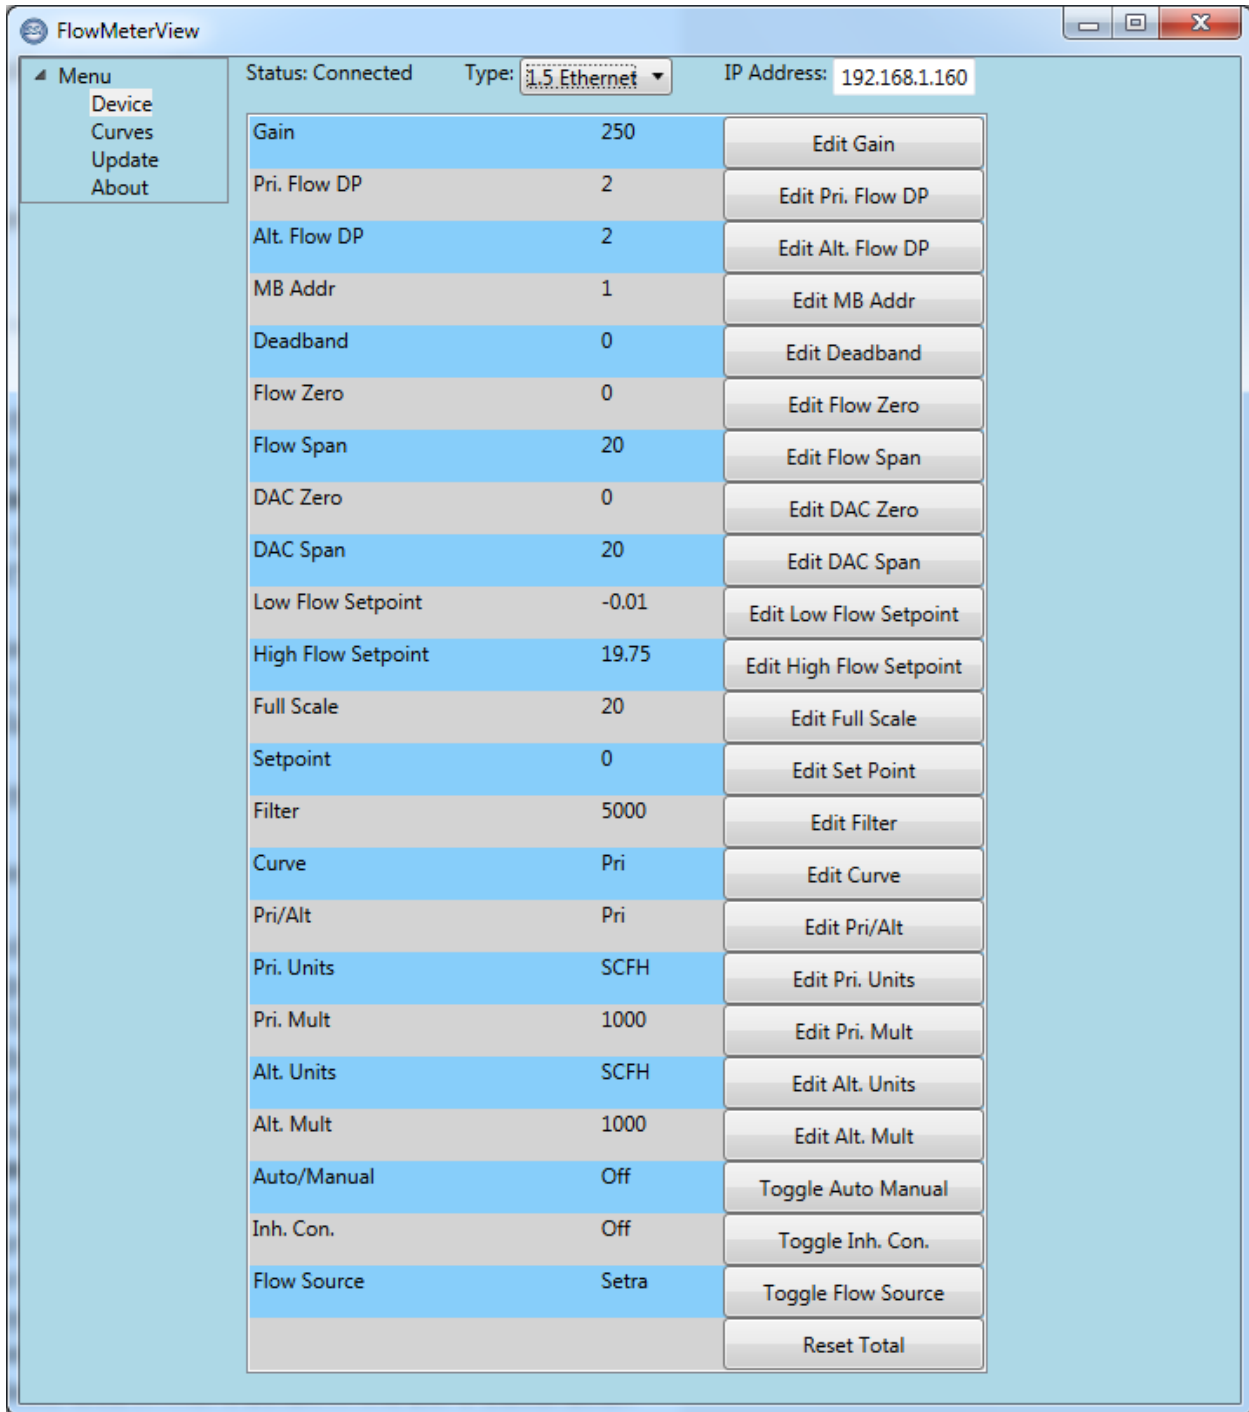 FlowMeterView
Menu
Device
Curves
Update
About
Status: Connected Type: 1.5 Ethernet IP Address: 192.168.1.160
Gain 250 Edit Gain
Pri. Flow DP 2 Edit Pri. Flow DP
Alt. Flow DP 2 Edit Alt. Flow DP
MB Addr 1 Edit MB Addr
Deadband 0 Edit Deadband
Flow Zero 0 Edit Flow Zero
Flow Span 20 Edit Flow Span
DAC Zero 0 Edit DAC Zero
DAC Span 20 Edit DAC Span
Low Flow Setpoint -0.01 Edit Low Flow Setpoint
High Flow Setpoint 19.75 Edit High Flow Setpoint
Full Scale 20 Edit Full Scale
Setpoint 0 Edit Set Point
Filter 5000 Edit Filter
Curve Pri Edit Curve
Pri/Alt Pri Edit Pri/Alt
Pri. Units SCFH Edit Pri. Units
Pri. Mult 1000 Edit Pri. Mult
Alt. Units SCFH Edit Alt. Units
Alt. Mult 1000 Edit Alt. Mult
Auto/Manual Off Toggle Auto Manual
Inh. Con. Off Toggle Inh. Con.
Flow Source Setra Toggle Flow Source
Reset Total